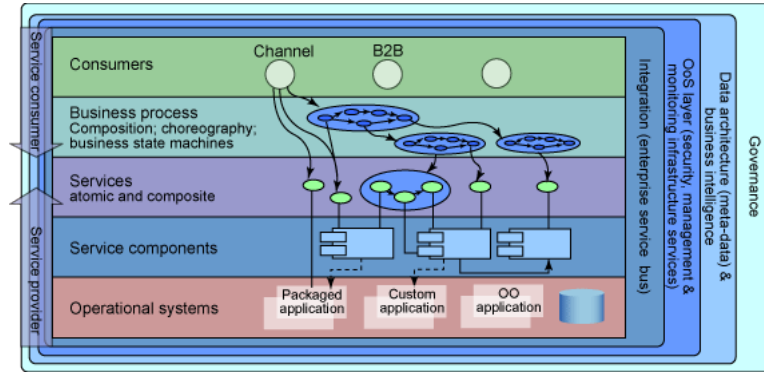 Channel
B2B
Consumers
Business process
Composition; choreography;
business state machines
Services
atomic and composite
Service components
Operational systems
Packaged
application
Custom
application
OO
application
Service consumer
Service provider
Integration (enterprise service bus)
QoS layer (security, management &
monitoring infrastructure services)
Data architecture (meta-data) &
business intelligence
Governance